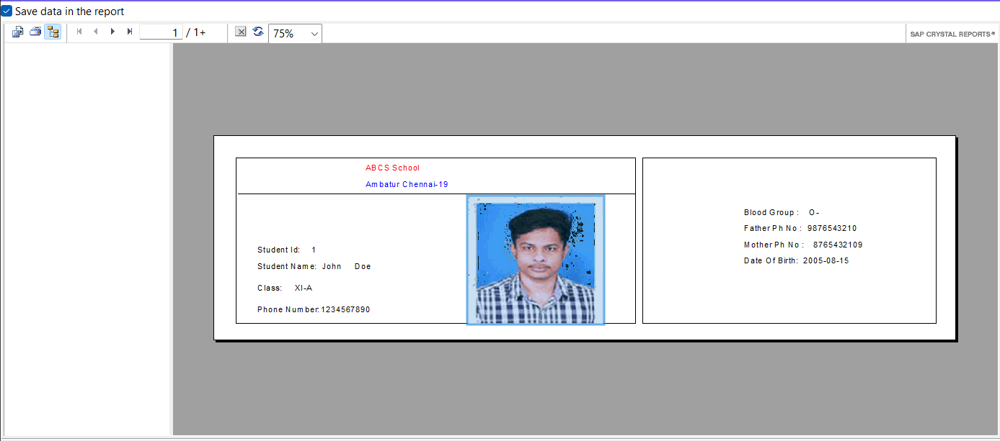 Save data in the report
1 / 1+
75%
SAP CRYSTAL REPORTS®
ABCS School
Ambatur Chennai-19
Student Id: 1
Student Name: John Doe
Class: XI-A
Phone Number:1234567890
Blood Group : O-
Father Ph No : 9876543210
Mother Ph No : 8765432109
Date Of Birth: 2005-08-15